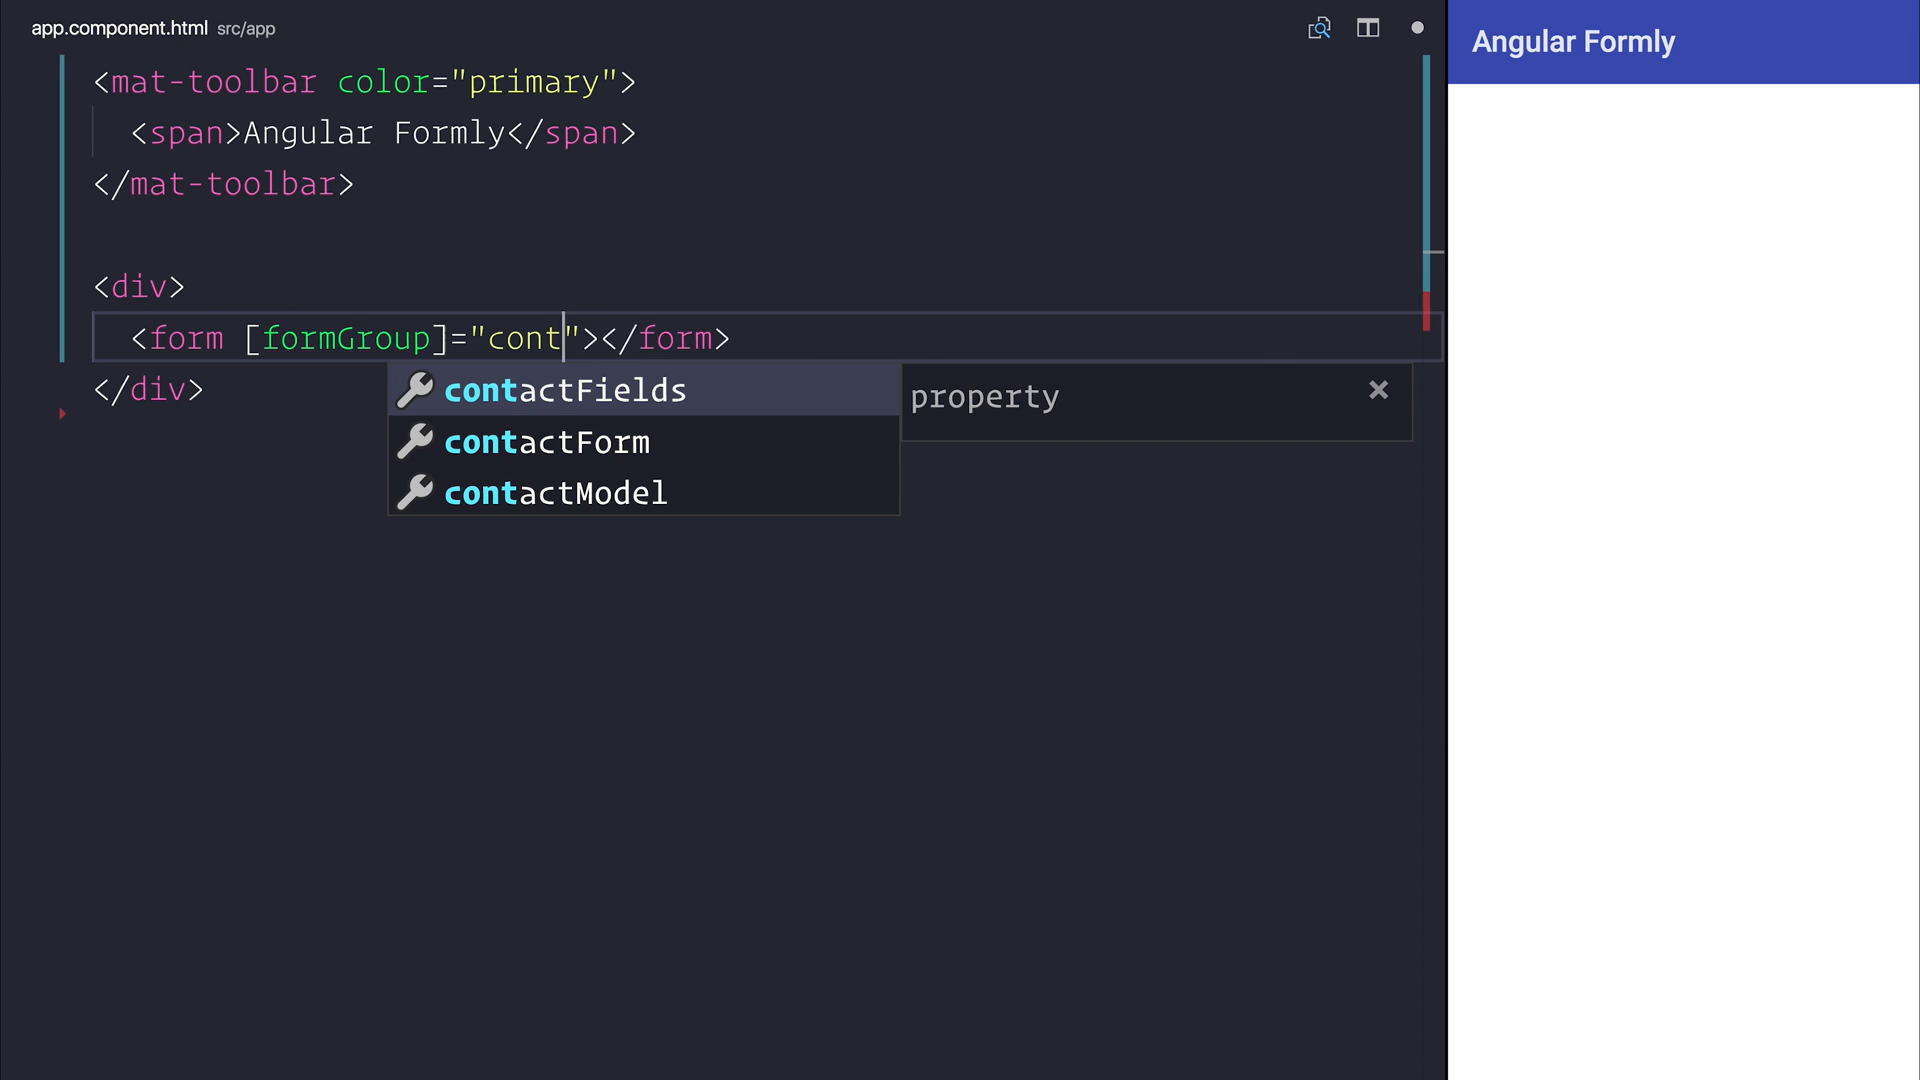 app.component.html src/app
Angular Formly
<mat-toolbar color="primary">
<span>Angular Formly</span>
</mat-toolbar>
<div>
<form [formGroup]="cont"></form>
</div>
contactFields
property
contactForm
contactModel